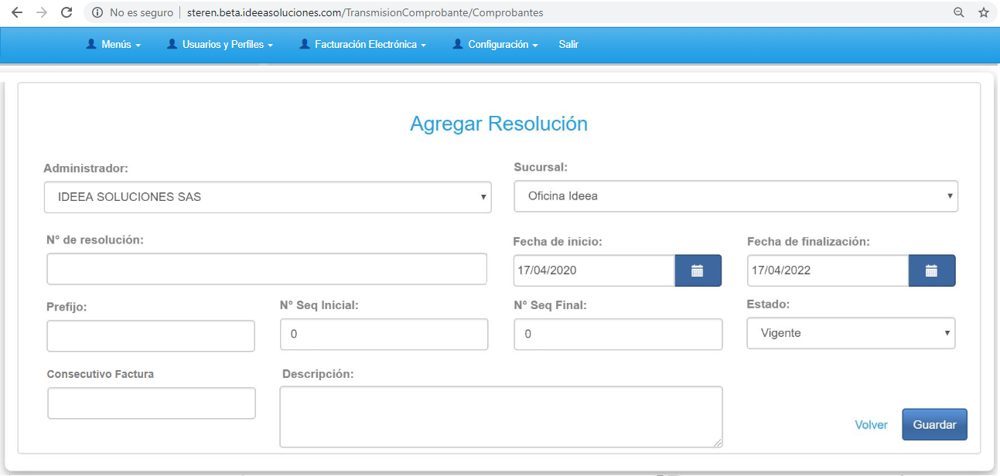 No es seguro | steren.beta.ideeasoluciones.com/TransmisionComprobante/Comprobantes
Menús Usuarios y Perfiles Facturación Electrónica Configuración Salir
Agregar Resolución
Administrador: Sucursal:
IDEEA SOLUCIONES SAS Oficina Ideea
N° de resolución: Fecha de inicio: Fecha de finalización:
17/04/2020 17/04/2022
Prefijo: N° Seq Inicial: N° Seq Final: Estado:
0 0 Vigente
Consecutivo Factura Descripción:
Volver Guardar